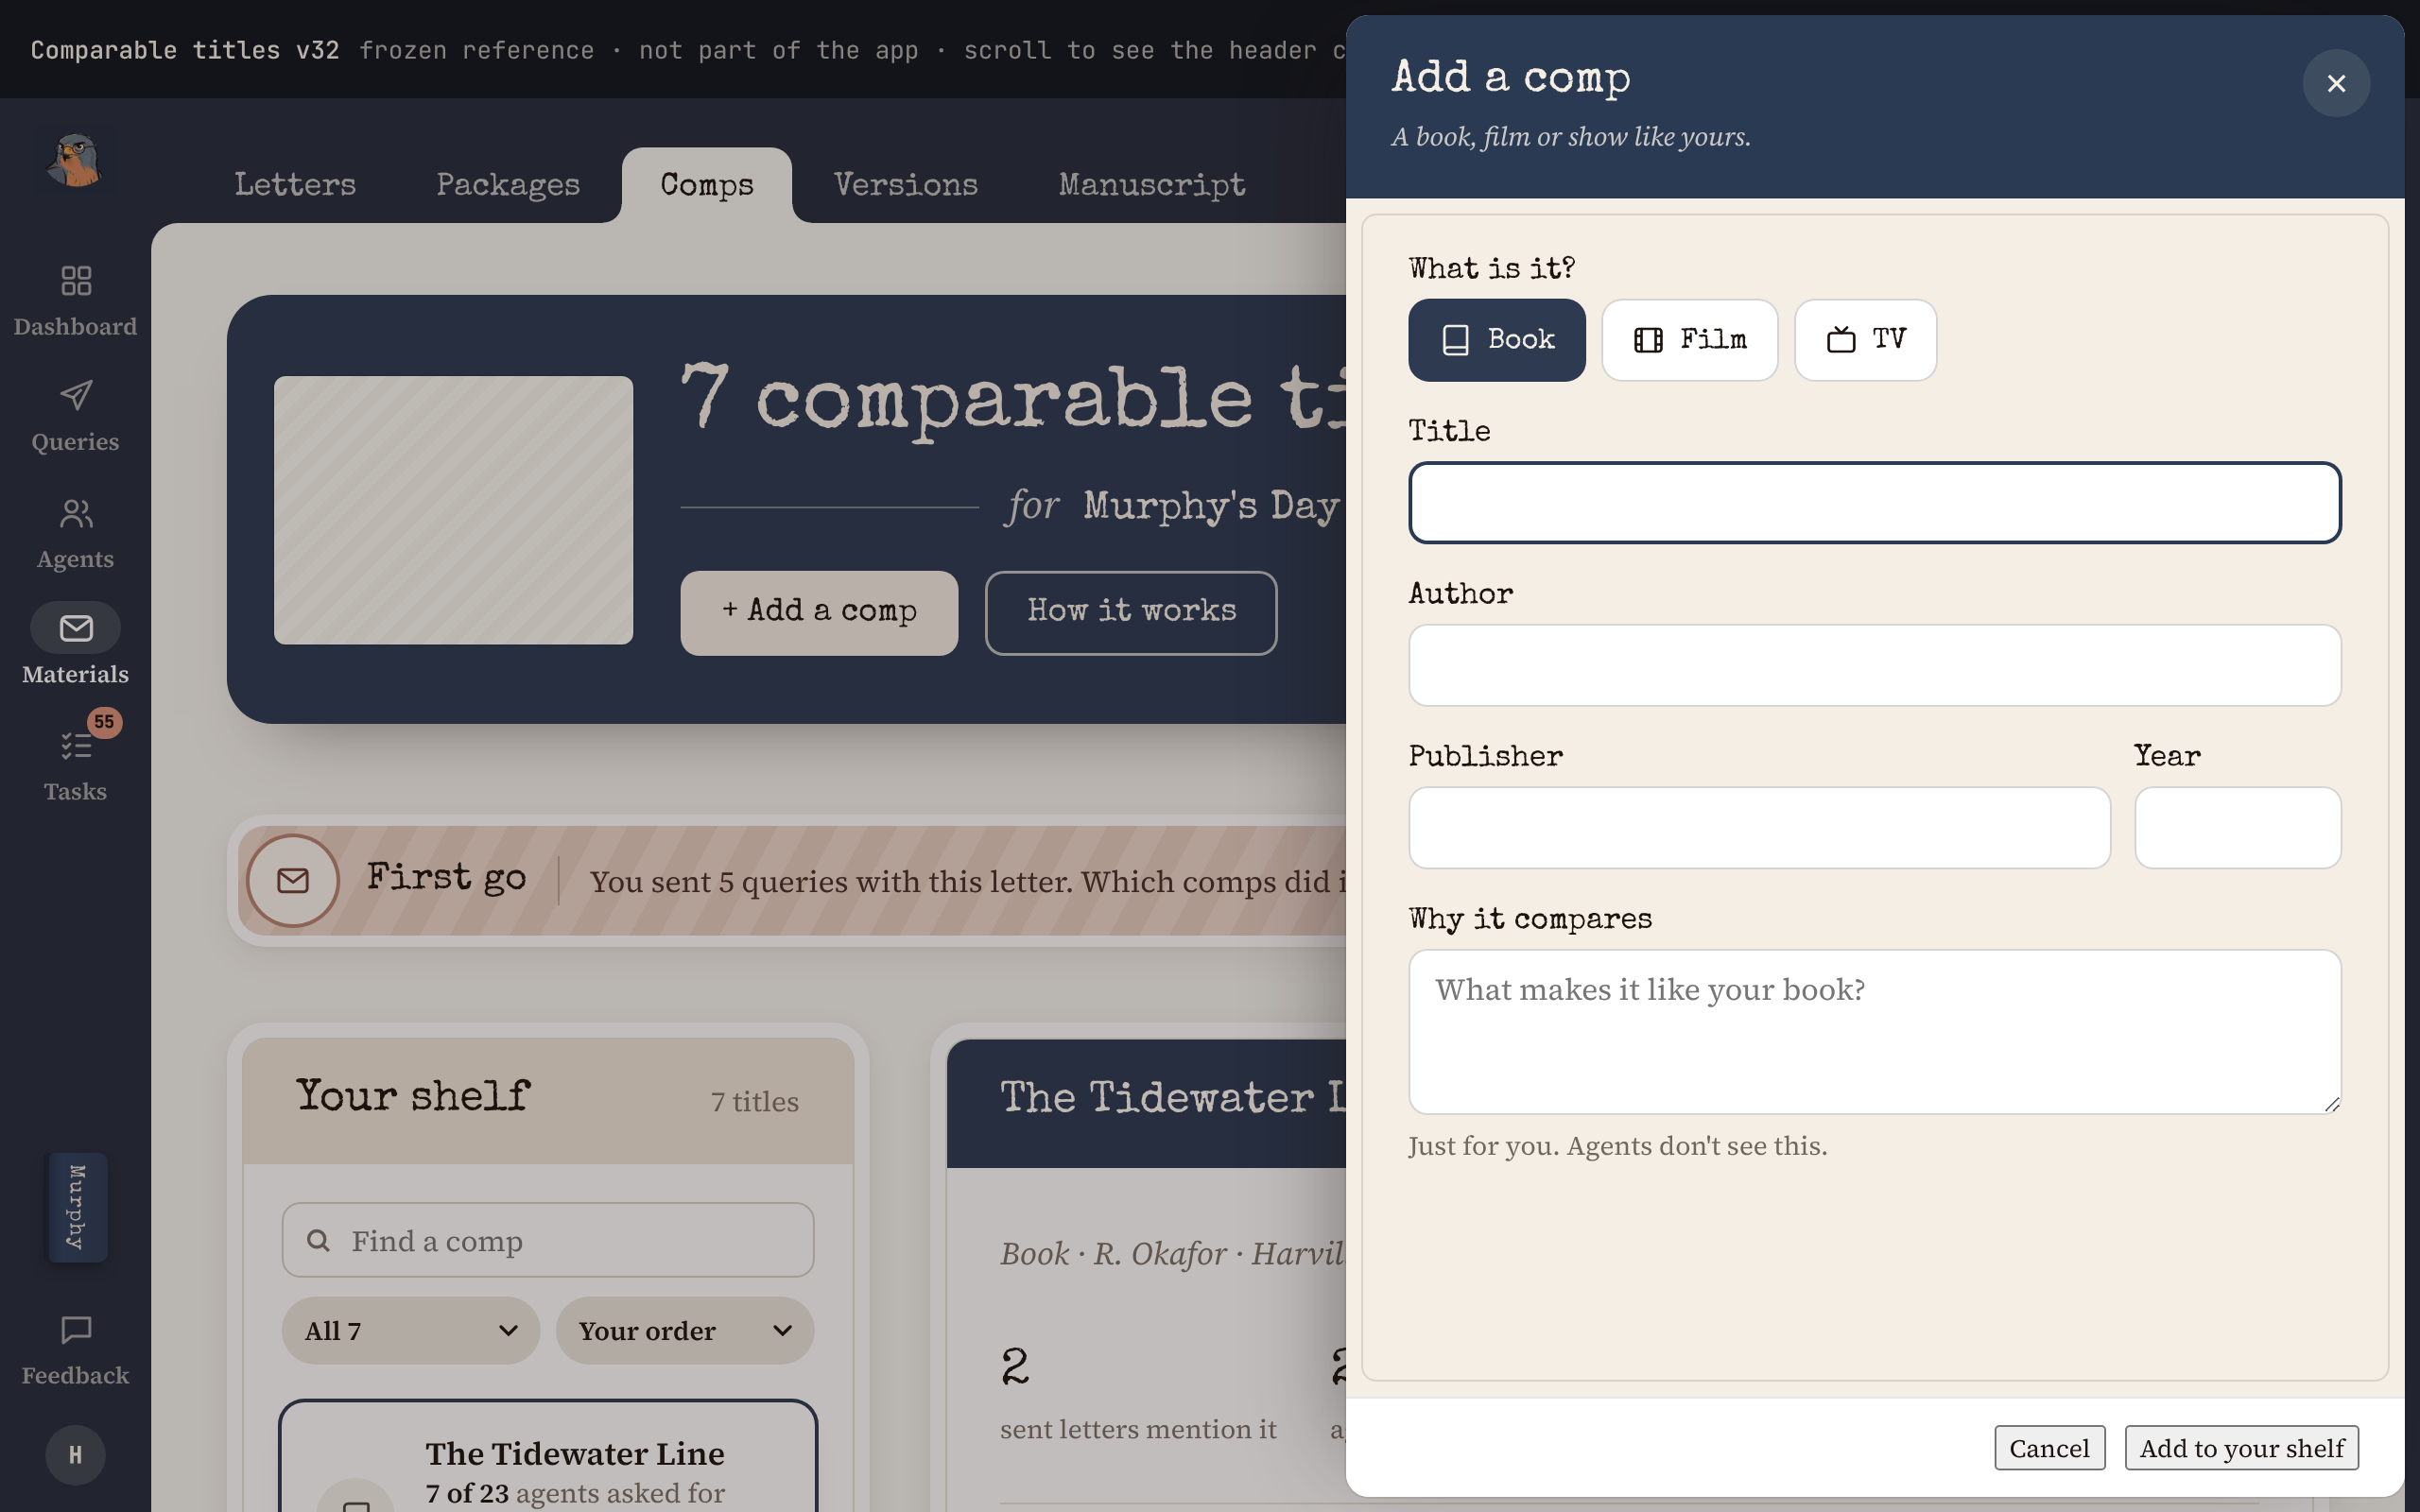 Comparable titles v32 frozen reference · not part of the app · scroll to see the header
Letters
Packages
Comps
Versions
Manuscript
Dashboard
Queries
Agents
Materials
55
Tasks
Murphy
Feedback
H
7 comparable
for Murphy's Day
+ Add a comp
How it works
First go
You sent 5 queries with this letter. Which comps did
Your shelf
7 titles
Find a comp
All 7
Your order
The Tidewater Line
7 of 23 agents asked for
The Tidewater
Book · R. Okafor ·
2
sent letters mention it
Add a comp
A book, film or show like yours.
What is it?
Book
Film
TV
Title
Author
Publisher
Year
Why it compares
What makes it like your book?
Just for you. Agents don't see this.
Cancel
Add to your shelf